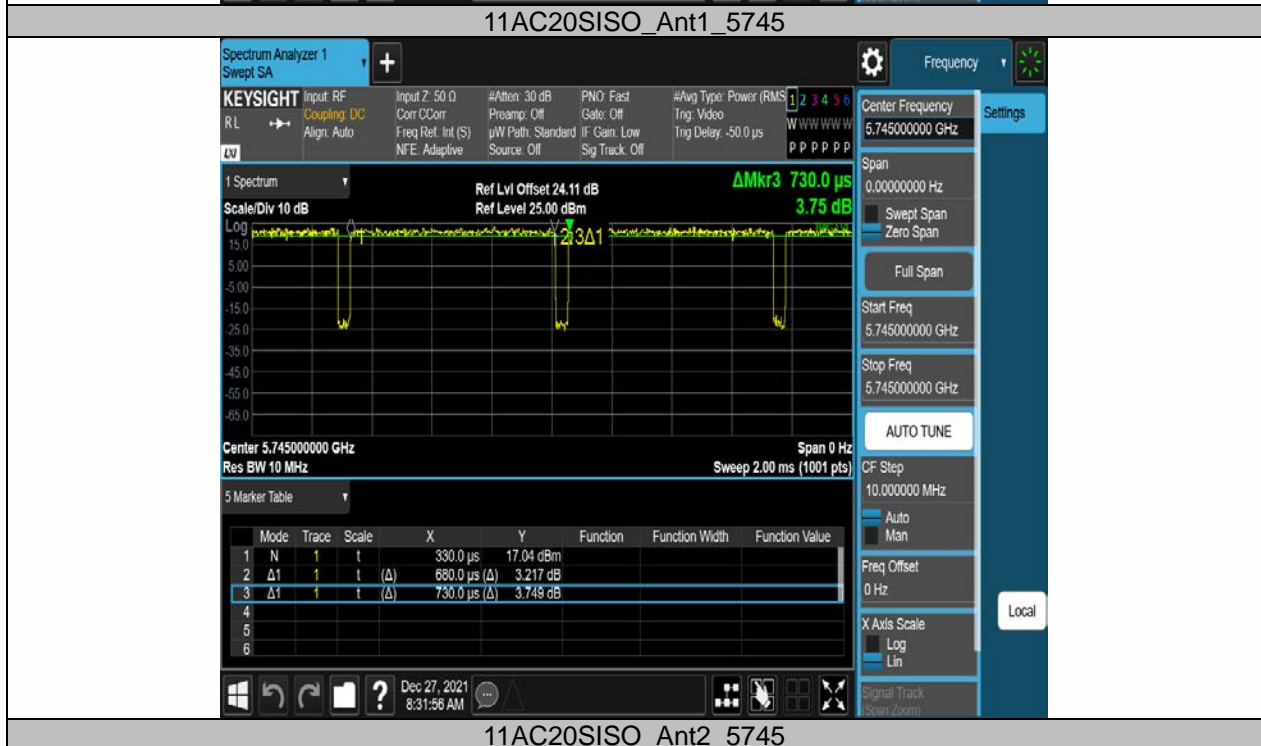 11AC20SISO_Ant1_5745
Spectrum Analyzer 1
Swept SA
Frequency
KEYSIGHT
RL
LXI
Input: RF
Coupling: DC
Align: Auto
Input Z: 50 Ω
Corr CCorr
Freq Ref: Int (S)
NFE: Adaptive
#Atten: 30 dB
Preamp: Off
µW Path: Standard
Source: Off
PNO: Fast
Gate: Off
IF Gain: Low
Sig Track: Off
#Avg Type: Power (RMS
Trig: Video
Trig Delay: -50.0 µs
1 2 3 4 5 6
W W W W W W
P P P P P P
1 Spectrum
Scale/Div 10 dB
Ref Lvl Offset 24.11 dB
Ref Level 25.00 dBm
ΔMkr3 730.0 µs
3.75 dB
Log
15.0
5.00
-5.00
-15.0
-25.0
-35.0
-45.0
-55.0
-65.0
3Δ1
Center 5.745000000 GHz
Res BW 10 MHz
Span 0 Hz
Sweep 2.00 ms (1001 pts)
5 Marker Table
Mode Trace Scale X Y Function Function Width Function Value
1 N 1 t 330.0 µs 17.04 dBm
2 Δ1 1 t (Δ) 680.0 µs (Δ) 3.217 dB
3 Δ1 1 t (Δ) 730.0 µs (Δ) 3.749 dB
4
5
6
Dec 27, 2021
8:31:56 AM
Center Frequency
5.745000000 GHz
Settings
Span
0.00000000 Hz
Swept Span
Zero Span
Full Span
Start Freq
5.745000000 GHz
Stop Freq
5.745000000 GHz
AUTO TUNE
CF Step
10.000000 MHz
Auto
Man
Freq Offset
0 Hz
X Axis Scale
Log
Lin
Local
Signal Track
(Span Zoom)
11AC20SISO_Ant2_5745